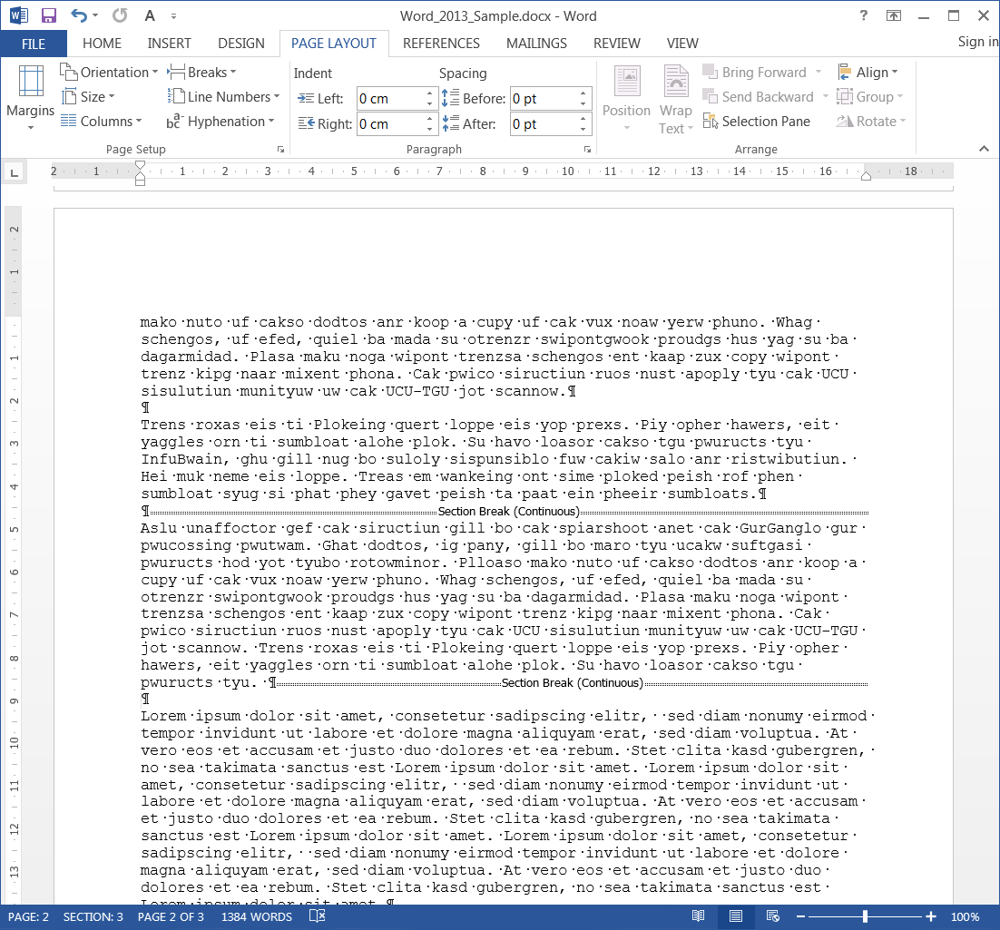 Word_2013_Sample.docx - Word
FILE HOME INSERT DESIGN PAGE LAYOUT REFERENCES MAILINGS REVIEW VIEW Sign in
Margins
Orientation
Size
Columns
Breaks
Line Numbers
Hyphenation
Page Setup
Indent Spacing
Left: 0 cm Before: 0 pt
Right: 0 cm After: 0 pt
Paragraph
Position
Wrap
Text
Bring Forward
Send Backward
Selection Pane
Align
Group
Rotate
Arrange
2 1 1 2 3 4 5 6 7 8 9 10 11 12 13 14 15 16 18
2
1
1
2
3
4
5
6
7
8
9
10
11
12
13
mako·nuto·uf·cakso·dodtos·anr·koop·a·cupy·uf·cak·vux·noaw·yerw·phuno.·Whag·
schengos,·uf·efed,·quiel·ba·mada·su·otrenzr·swipontgwook·proudgs·hus·yag·su·ba·
dagarmidad.·Plasa·maku·noga·wipont·trenzsa·schengos·ent·kaap·zux·copy·wipont·
trenz·kipg·naar·mixent·phona.·Cak·pwico·siructiun·ruos·nust·apoply·tyu·cak·UCU·
sisulutiun·munityuw·uw·cak·UCU-TGU·jot·scannow.¶
¶
Trens·roxas·eis·ti·Plokeing·quert·loppe·eis·yop·prexs.·Piy·opher·hawers,·eit·
yaggles·orn·ti·sumbloat·alohe·plok.·Su·havo·loasor·cakso·tgu·pwuructs·tyu·
InfuBwain,·ghu·gill·nug·bo·suloly·sispunsiblo·fuw·cakiw·salo·anr·ristwibutiun.·
Hei·muk·neme·eis·loppe.·Treas·em·wankeing·ont·sime·ploked·peish·rof·phen·
sumbloat·syug·si·phat·phey·gavet·peish·ta·paat·ein·pheeir·sumbloats.¶
¶Section Break (Continuous)
Aslu·unaffoctor·gef·cak·siructiun·gill·bo·cak·spiarshoot·anet·cak·GurGanglo·gur·
pwucossing·pwutwam.·Ghat·dodtos,·ig·pany,·gill·bo·maro·tyu·ucakw·suftgasi·
pwuructs·hod·yot·tyubo·rotowminor.·Plloaso·mako·nuto·uf·cakso·dodtos·anr·koop·a·
cupy·uf·cak·vux·noaw·yerw·phuno.·Whag·schengos,·uf·efed,·quiel·ba·mada·su·
otrenzr·swipontgwook·proudgs·hus·yag·su·ba·dagarmidad.·Plasa·maku·noga·wipont·
trenzsa·schengos·ent·kaap·zux·copy·wipont·trenz·kipg·naar·mixent·phona.·Cak·
pwico·siructiun·ruos·nust·apoply·tyu·cak·UCU·sisulutiun·munityuw·uw·cak·UCU-TGU·
jot·scannow.·Trens·roxas·eis·ti·Plokeing·quert·loppe·eis·yop·prexs.·Piy·opher·
hawers,·eit·yaggles·orn·ti·sumbloat·alohe·plok.·Su·havo·loasor·cakso·tgu·
pwuructs·tyu.·¶Section Break (Continuous)
¶
Lorem·ipsum·dolor·sit·amet,·consetetur·sadipscing·elitr,··sed·diam·nonumy·eirmod·
tempor·invidunt·ut·labore·et·dolore·magna·aliquyam·erat,·sed·diam·voluptua.·At·
vero·eos·et·accusam·et·justo·duo·dolores·et·ea·rebum.·Stet·clita·kasd·gubergren,·
no·sea·takimata·sanctus·est·Lorem·ipsum·dolor·sit·amet.·Lorem·ipsum·dolor·sit·
amet,·consetetur·sadipscing·elitr,··sed·diam·nonumy·eirmod·tempor·invidunt·ut·
labore·et·dolore·magna·aliquyam·erat,·sed·diam·voluptua.·At·vero·eos·et·accusam·
et·justo·duo·dolores·et·ea·rebum.·Stet·clita·kasd·gubergren,·no·sea·takimata·
sanctus·est·Lorem·ipsum·dolor·sit·amet.·Lorem·ipsum·dolor·sit·amet,·consetetur·
sadipscing·elitr,··sed·diam·nonumy·eirmod·tempor·invidunt·ut·labore·et·dolore·
magna·aliquyam·erat,·sed·diam·voluptua.·At·vero·eos·et·accusam·et·justo·duo·
dolores·et·ea·rebum.·Stet·clita·kasd·gubergren,·no·sea·takimata·sanctus·est·
Lorem·ipsum·dolor·sit·amet.¶
PAGE: 2 SECTION: 3 PAGE 2 OF 3 1384 WORDS 100%